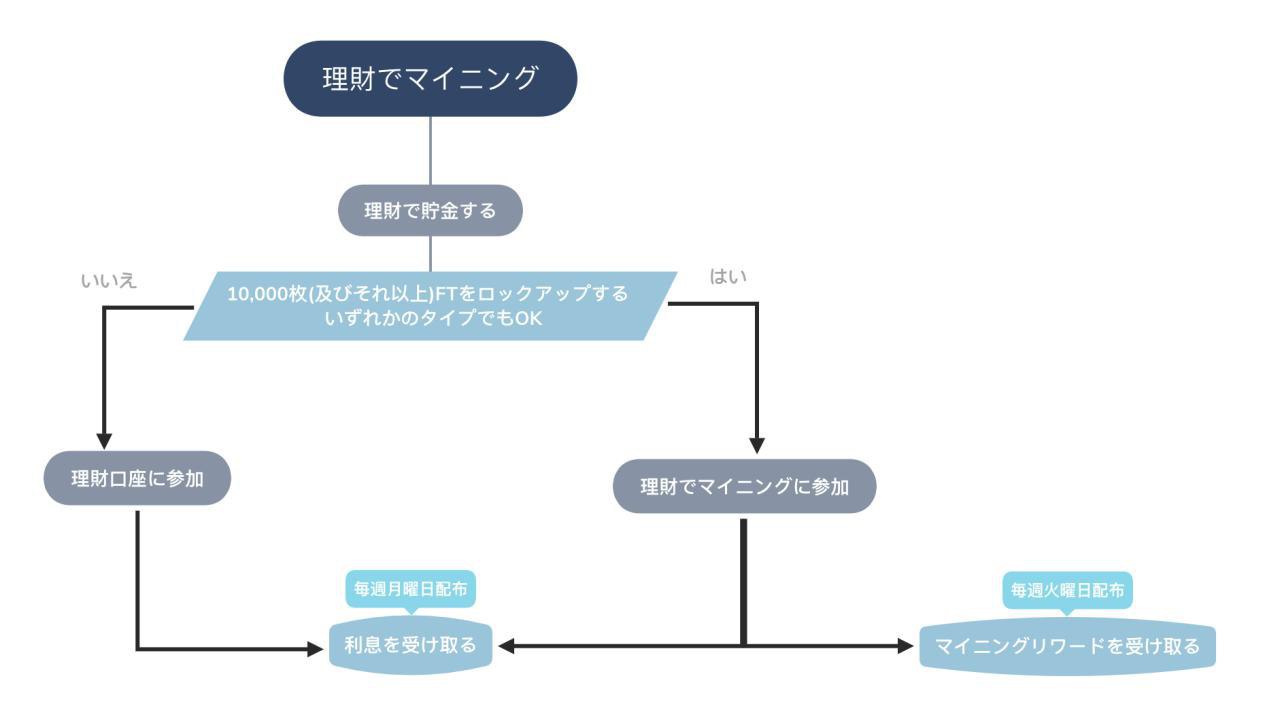 理財でマイニング
理財で貯金する
いいえ
はい
10,000枚(及びそれ以上)FTをロックアップする
いずれかのタイプでもOK
理財口座に参加
理財でマイニングに参加
毎週月曜日配布
毎週火曜日配布
利息を受け取る
マイニングリワードを受け取る